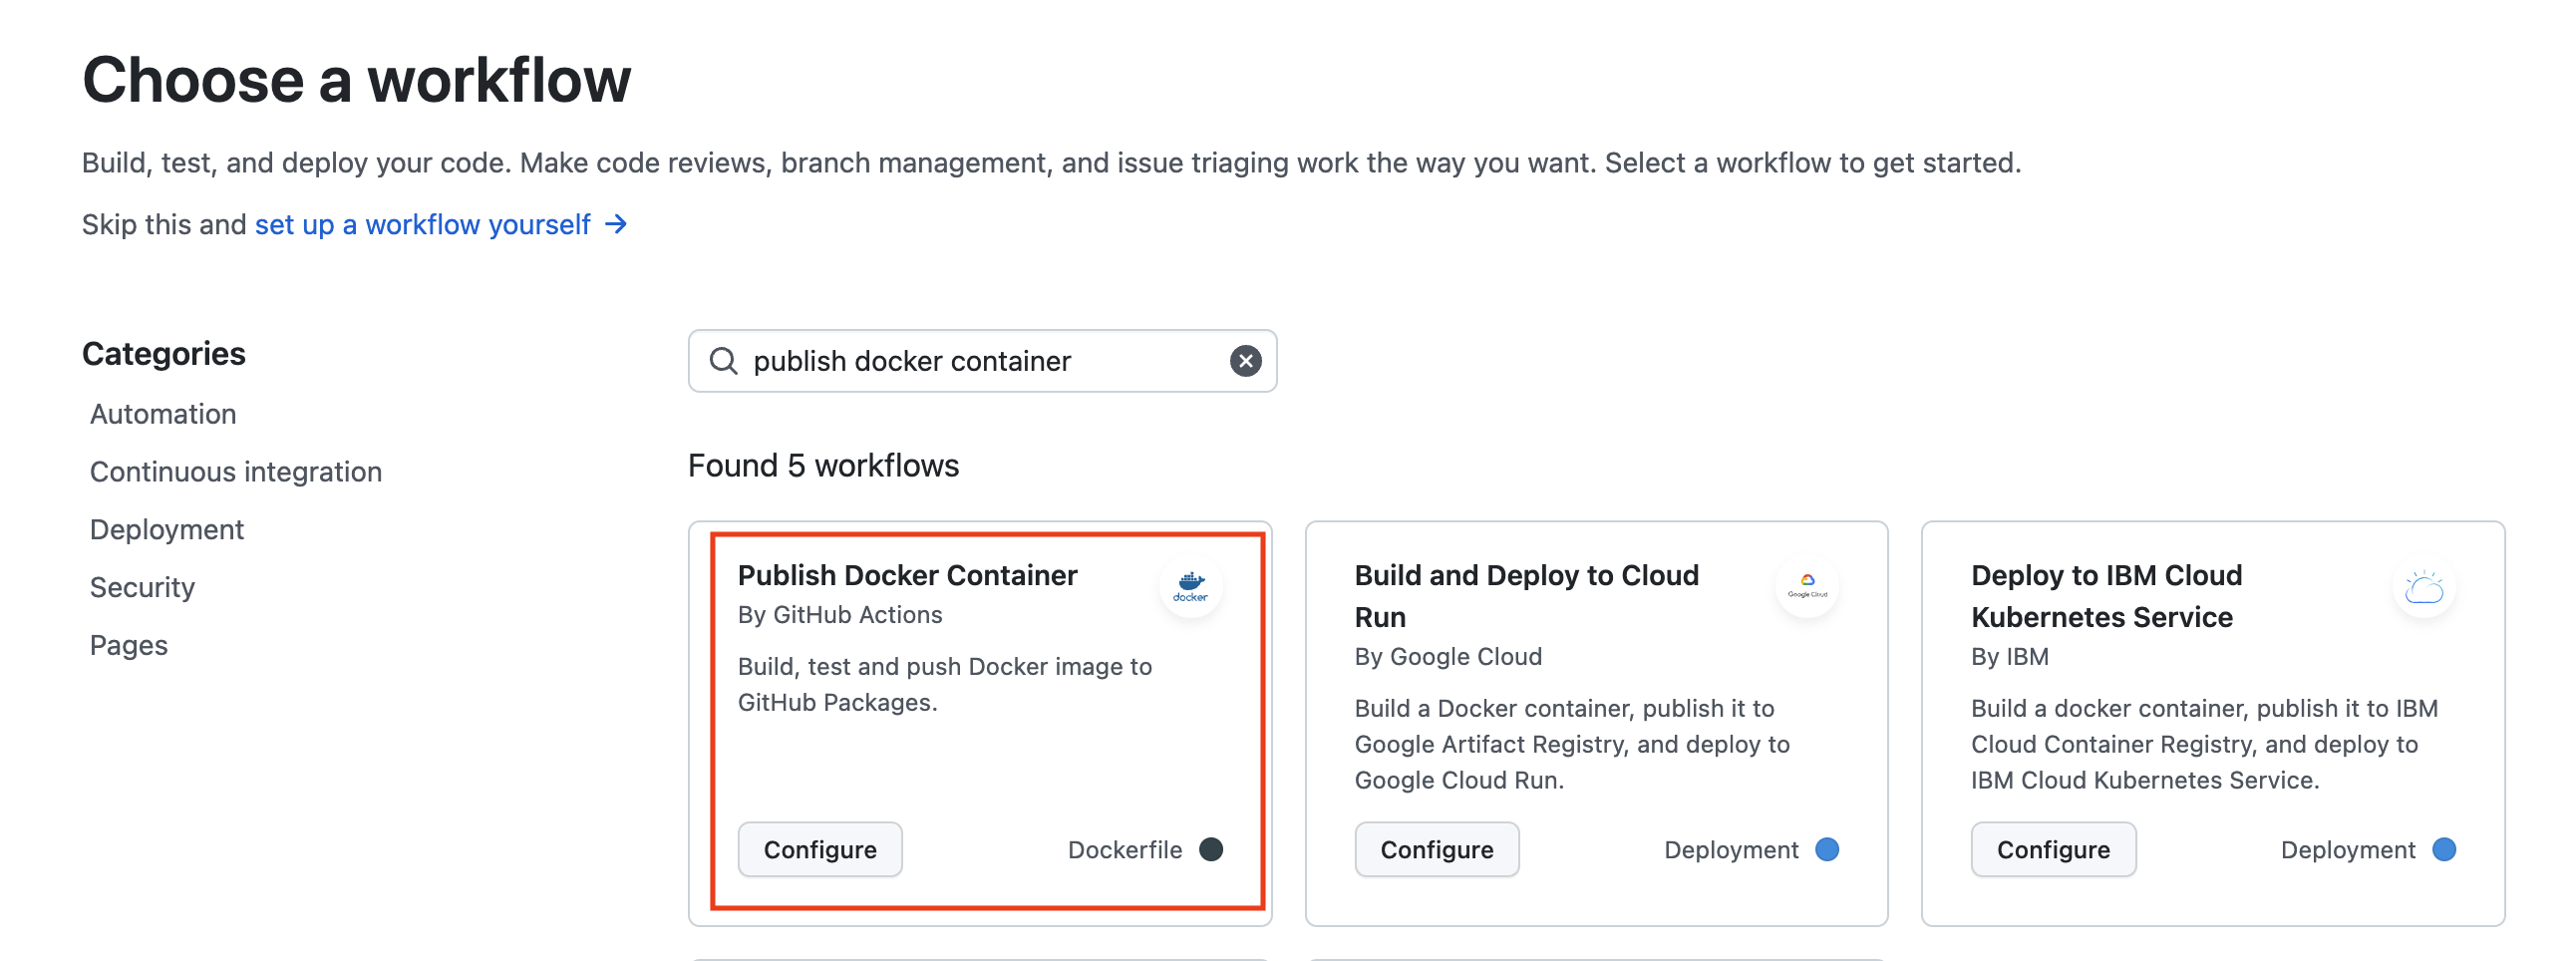 Choose a workflow
Build, test, and deploy your code. Make code reviews, branch management, and issue triaging work the way you want. Select a workflow to get started.
Skip this and set up a workflow yourself →
Categories
Automation
Continuous integration
Deployment
Security
Pages
publish docker container
Found 5 workflows
Publish Docker Container
By GitHub Actions
docker
Build, test and push Docker image to
GitHub Packages.
Configure
Dockerfile
Build and Deploy to Cloud
Run
By Google Cloud
Google Cloud
Build a Docker container, publish it to
Google Artifact Registry, and deploy to
Google Cloud Run.
Configure
Deployment
Deploy to IBM Cloud
Kubernetes Service
By IBM
Build a docker container, publish it to IBM
Cloud Container Registry, and deploy to
IBM Cloud Kubernetes Service.
Configure
Deployment